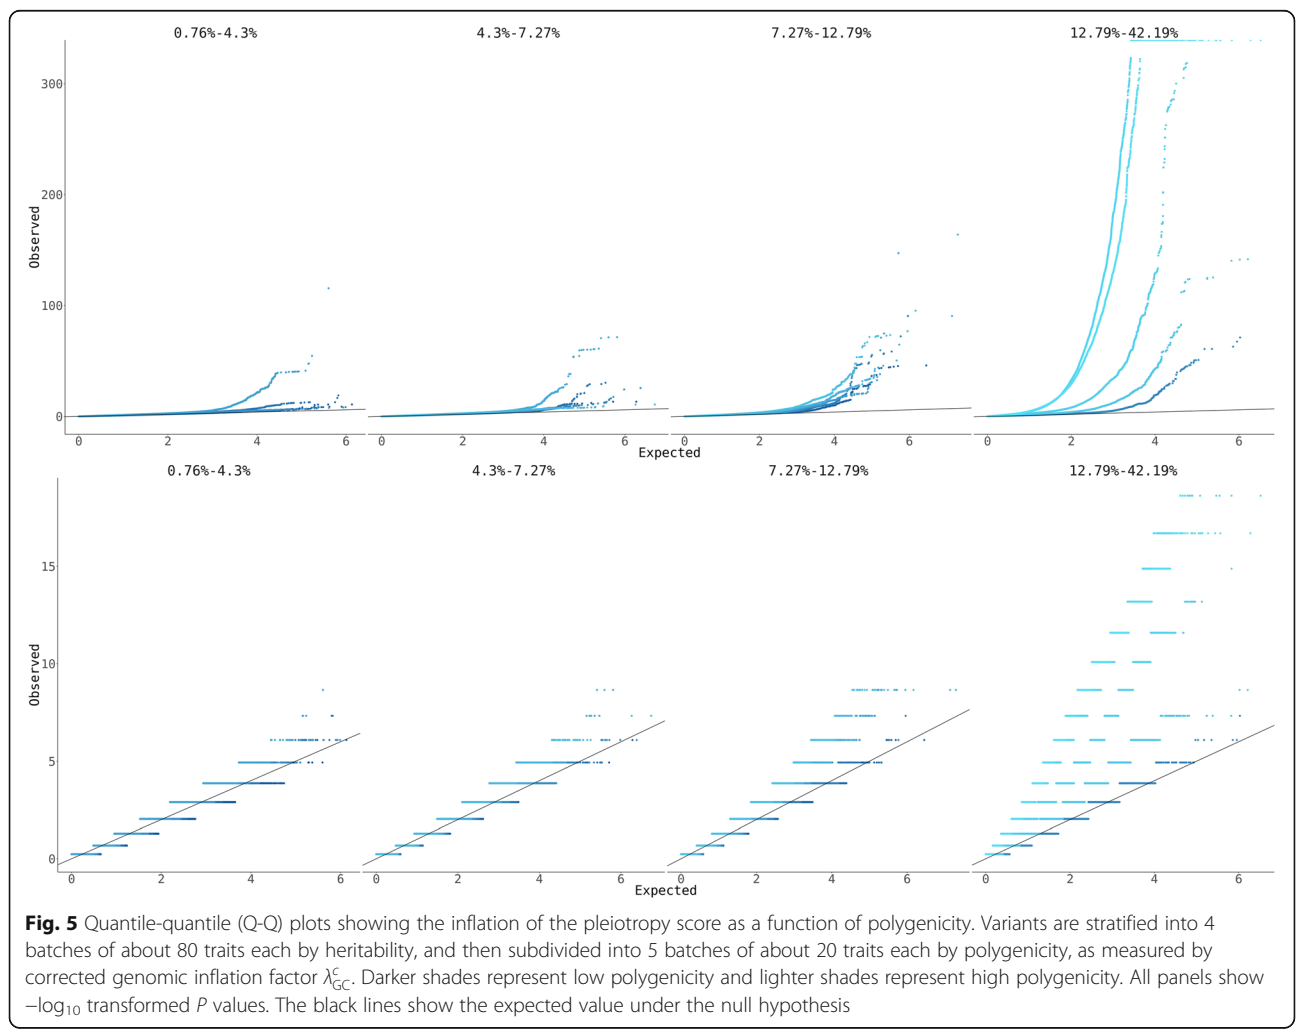 0.76%-4.3% 4.3%-7.27% 7.27%-12.79% 12.79%-42.19%
300
200
100
0
Observed
0 2 4 6 0 2 4 6 0 2 4 6 0 2 4 6
Expected
0.76%-4.3% 4.3%-7.27% 7.27%-12.79% 12.79%-42.19%
15
10
5
0
Observed
0 2 4 6 0 2 4 6 0 2 4 6 0 2 4 6
Expected
Fig. 5 Quantile-quantile (Q-Q) plots showing the inflation of the pleiotropy score as a function of polygenicity. Variants are stratified into 4
batches of about 80 traits each by heritability, and then subdivided into 5 batches of about 20 traits each by polygenicity, as measured by
corrected genomic inflation factor λᶜGC. Darker shades represent low polygenicity and lighter shades represent high polygenicity. All panels show
−log₁₀ transformed P values. The black lines show the expected value under the null hypothesis